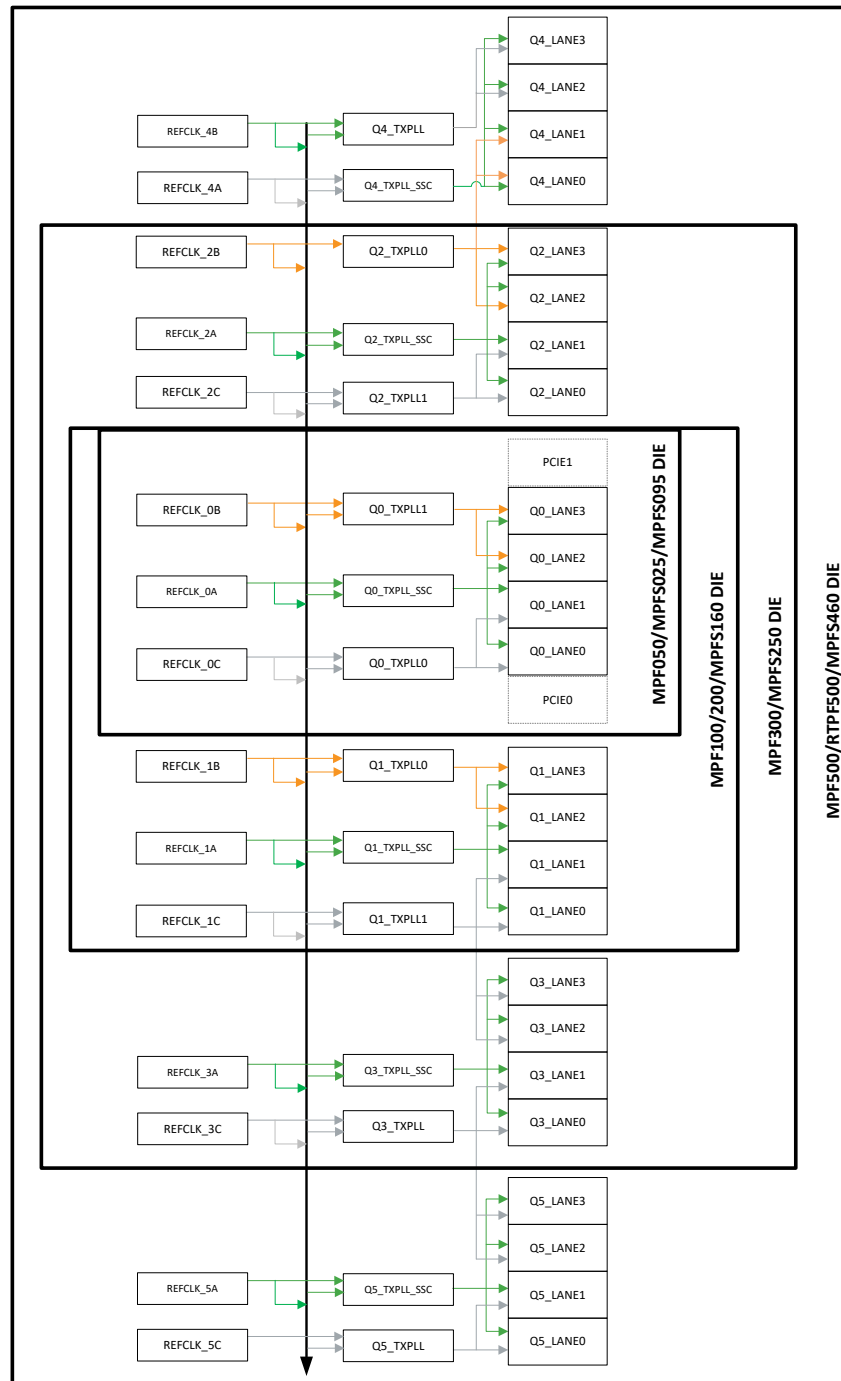 Q4_LANE3
Q4_LANE2
REFCLK_4B
Q4_TXPLL
Q4_LANE1
REFCLK_4A
Q4_TXPLL_SSC
Q4_LANE0
REFCLK_2B
Q2_TXPLL0
Q2_LANE3
Q2_LANE2
REFCLK_2A
Q2_TXPLL_SSC
Q2_LANE1
REFCLK_2C
Q2_TXPLL1
Q2_LANE0
PCIE1
REFCLK_0B
Q0_TXPLL1
Q0_LANE3
Q0_LANE2
REFCLK_0A
Q0_TXPLL_SSC
Q0_LANE1
REFCLK_0C
Q0_TXPLL0
Q0_LANE0
PCIE0
REFCLK_1B
Q1_TXPLL0
Q1_LANE3
Q1_LANE2
REFCLK_1A
Q1_TXPLL_SSC
Q1_LANE1
REFCLK_1C
Q1_TXPLL1
Q1_LANE0
Q3_LANE3
Q3_LANE2
REFCLK_3A
Q3_TXPLL_SSC
Q3_LANE1
REFCLK_3C
Q3_TXPLL
Q3_LANE0
Q5_LANE3
Q5_LANE2
REFCLK_5A
Q5_TXPLL_SSC
Q5_LANE1
REFCLK_5C
Q5_TXPLL
Q5_LANE0
MPF050/MPFS025/MPFS095 DIE
MPF100/200/MPFS160 DIE
MPF300/MPFS250 DIE
MPF500/RTPF500/MPFS460 DIE